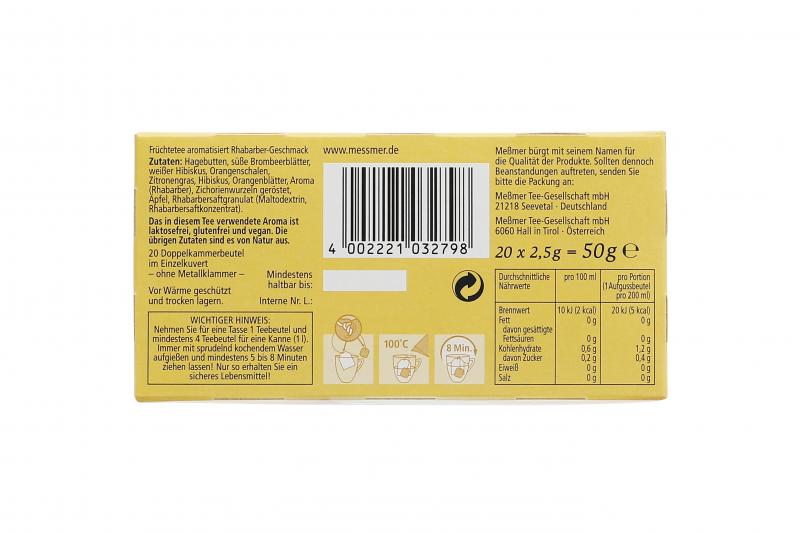 Früchtetee aromatisiert Rhabarber-Geschmack
Zutaten: Hagebutten, süße Brombeerblätter,
weißer Hibiskus, Orangenschalen,
Zitronengras, Hibiskus, Orangenblätter, Aroma
(Rhabarber), Zichorienwurzeln geröstet,
Apfel, Rhabarbersaftgranulat (Maltodextrin,
Rhabarbersaftkonzentrat).
Das in diesem Tee verwendete Aroma ist
laktosefrei, glutenfrei und vegan. Die
übrigen Zutaten sind es von Natur aus.
20 Doppelkammerbeutel
im Einzelkuvert
– ohne Metallklammer –
Vor Wärme geschützt
und trocken lagern.
Mindestens
haltbar bis:
Interne Nr. L.:
WICHTIGER HINWEIS:
Nehmen Sie für eine Tasse 1 Teebeutel und
mindestens 4 Teebeutel für eine Kanne (1l).
Immer mit sprudelnd kochendem Wasser
aufgießen und mindestens 5 bis 8 Minuten
ziehen lassen! Nur so erhalten Sie ein
sicheres Lebensmittel!
www.messmer.de
4 002221 032798
100°C
8 Min.
Meßmer bürgt mit seinem Namen für
die Qualität der Produkte. Sollten dennoch
Beanstandungen auftreten, senden Sie
bitte die Packung an:
Meßmer Tee-Gesellschaft mbH
21218 Seevetal · Deutschland
Meßmer Tee-Gesellschaft mbH
6060 Hall in Tirol · Österreich
20 x 2,5g = 50g ℮
Durchschnittliche Nährwerte pro 100 ml pro Portion (1Aufgussbeutel pro 200 ml)
Brennwert 10 kJ (2 kcal) 20 kJ (5 kcal)
Fett 0 g 0 g
davon gesättigte
Fettsäuren 0 g 0 g
Kohlenhydrate 0,6 g 1,2 g
davon Zucker 0,2 g 0,4 g
Eiweiß 0 g 0 g
Salz 0 g 0 g